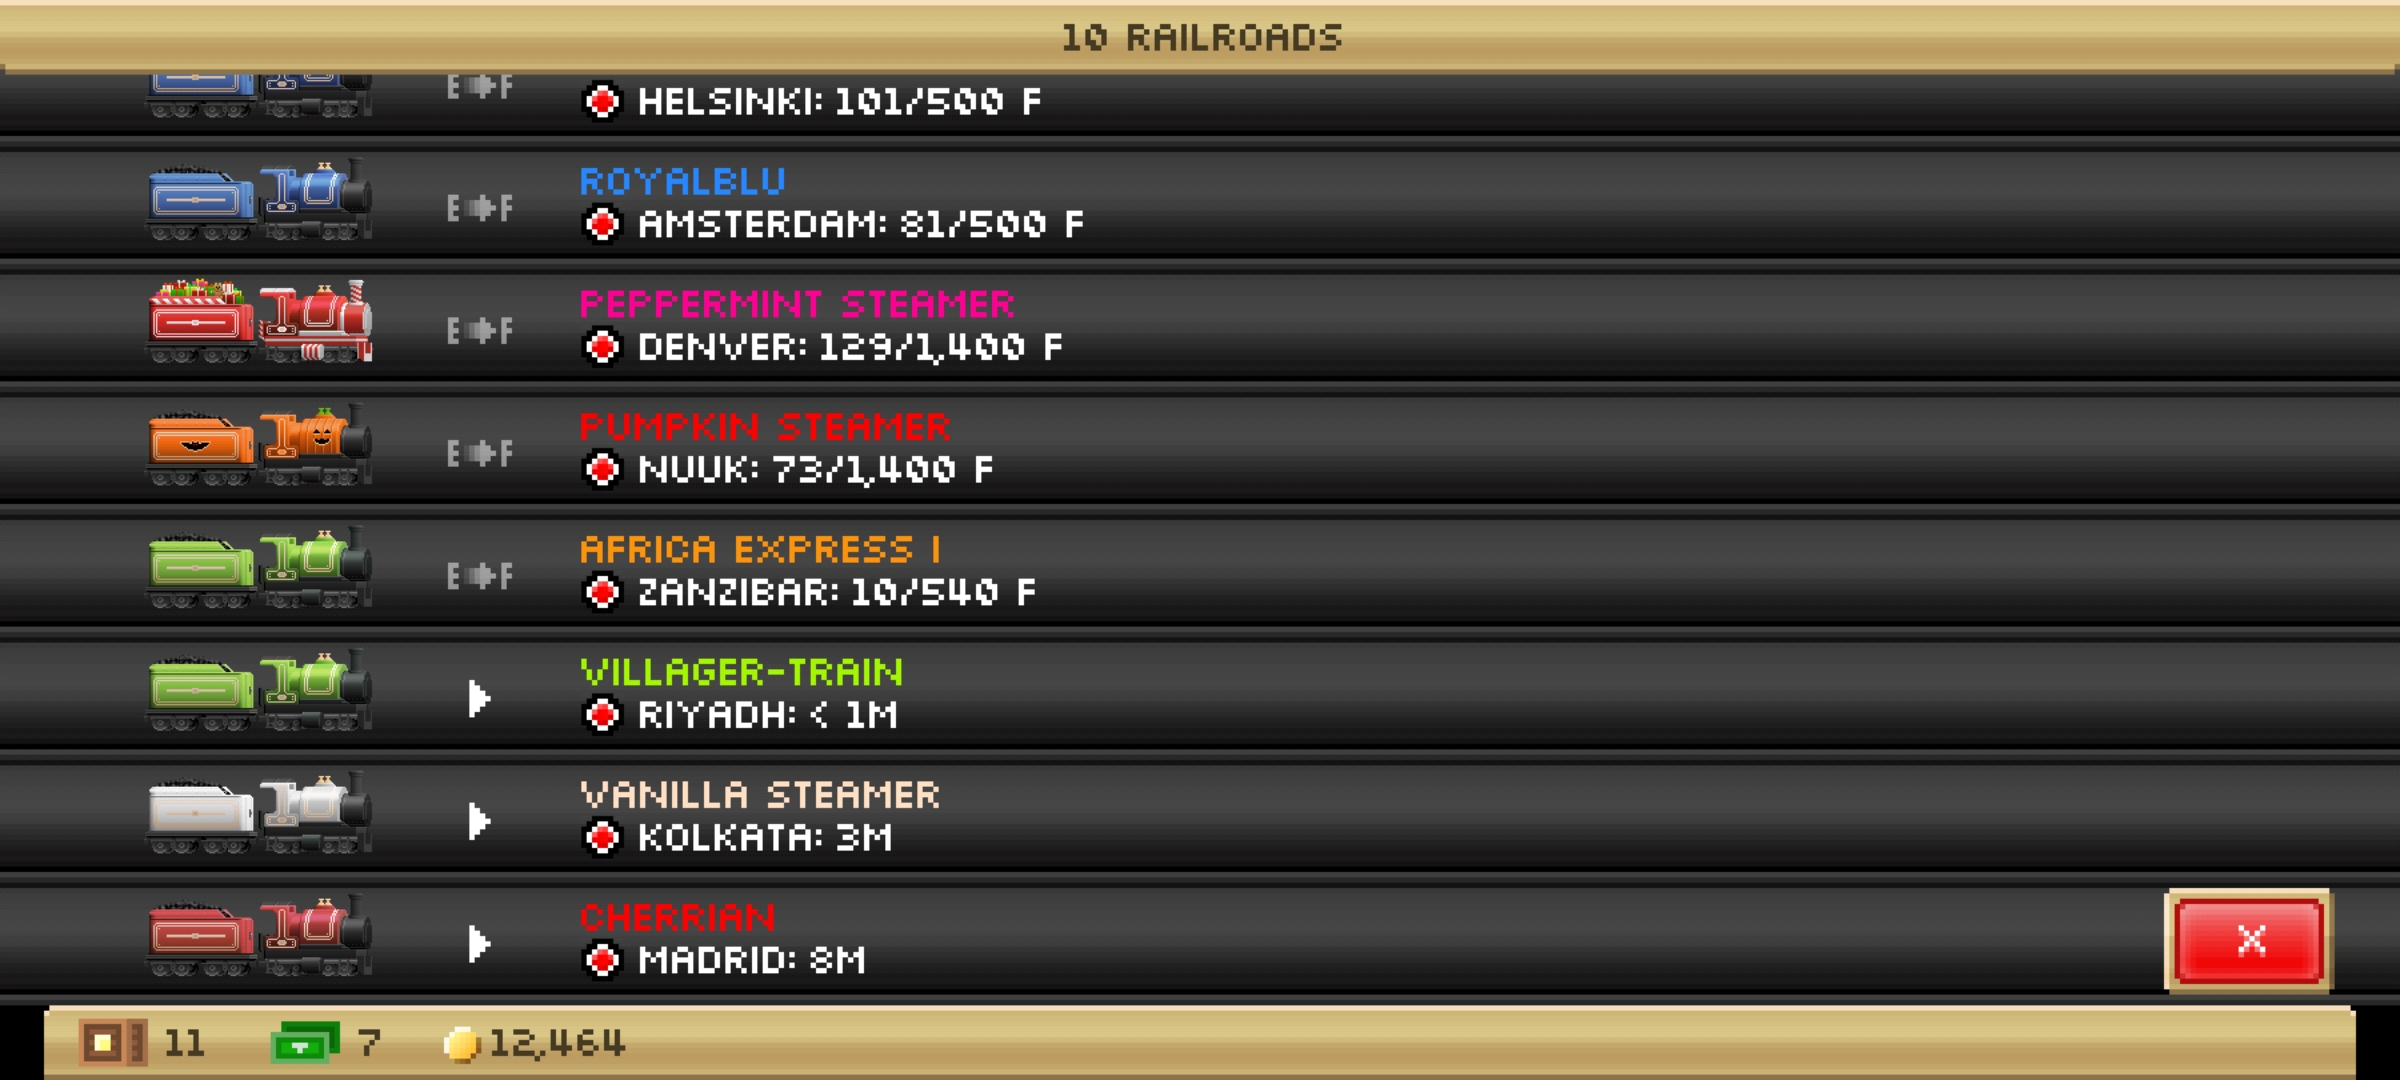 10 RAILROADS
E F
HELSINKI: 101/500 F
ROYALBLU
E F
AMSTERDAM: 81/500 F
PEPPERMINT STEAMER
E F
DENVER: 129/1,400 F
PUMPKIN STEAMER
E F
NUUK: 73/1,400 F
AFRICA EXPRESS I
E F
ZANZIBAR: 10/540 F
VILLAGER-TRAIN
RIYADH: < 1M
VANILLA STEAMER
KOLKATA: 3M
CHERRIAN
MADRID: 8M
X
11 7 12,464